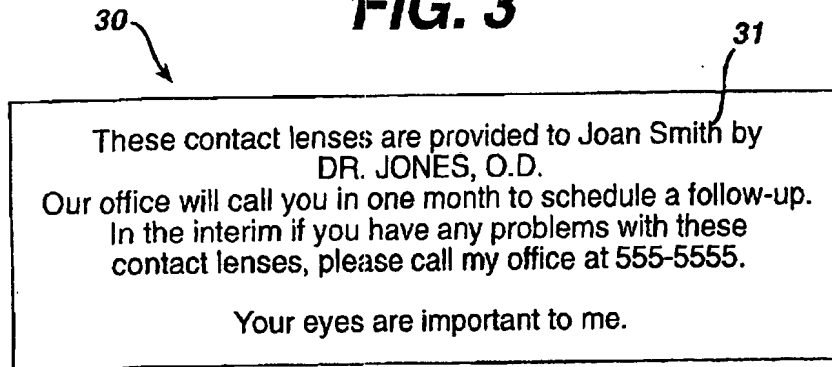 FIG. 3
30
31
These contact lenses are provided to Joan Smith by
DR. JONES, O.D.
Our office will call you in one month to schedule a follow-up.
In the interim if you have any problems with these
contact lenses, please call my office at 555-5555.
Your eyes are important to me.